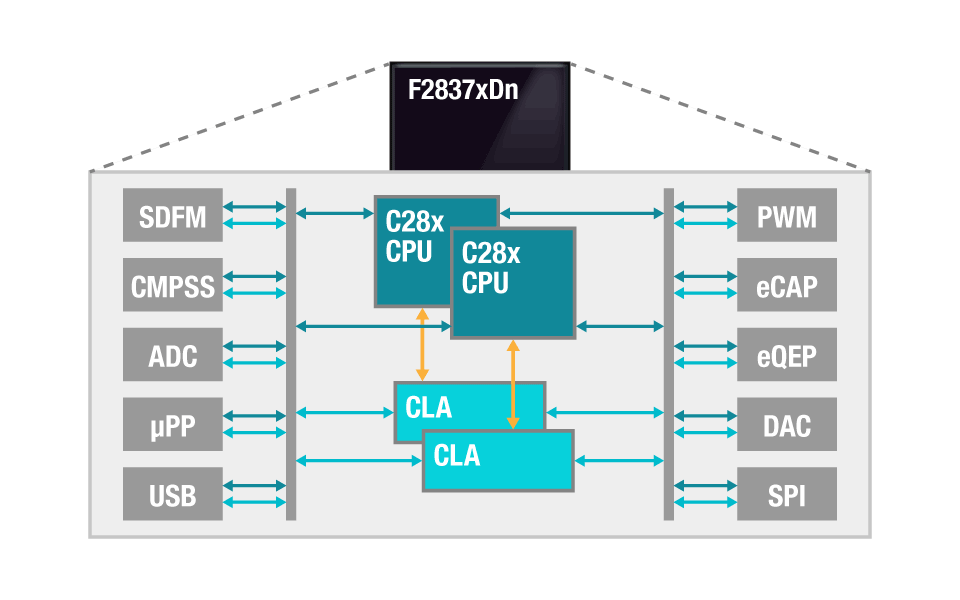 F2837xDn
SDFM
CMPSS
ADC
µPP
USB
C28x
CPU
C28x
CPU
CLA
CLA
PWM
eCAP
eQEP
DAC
SPI